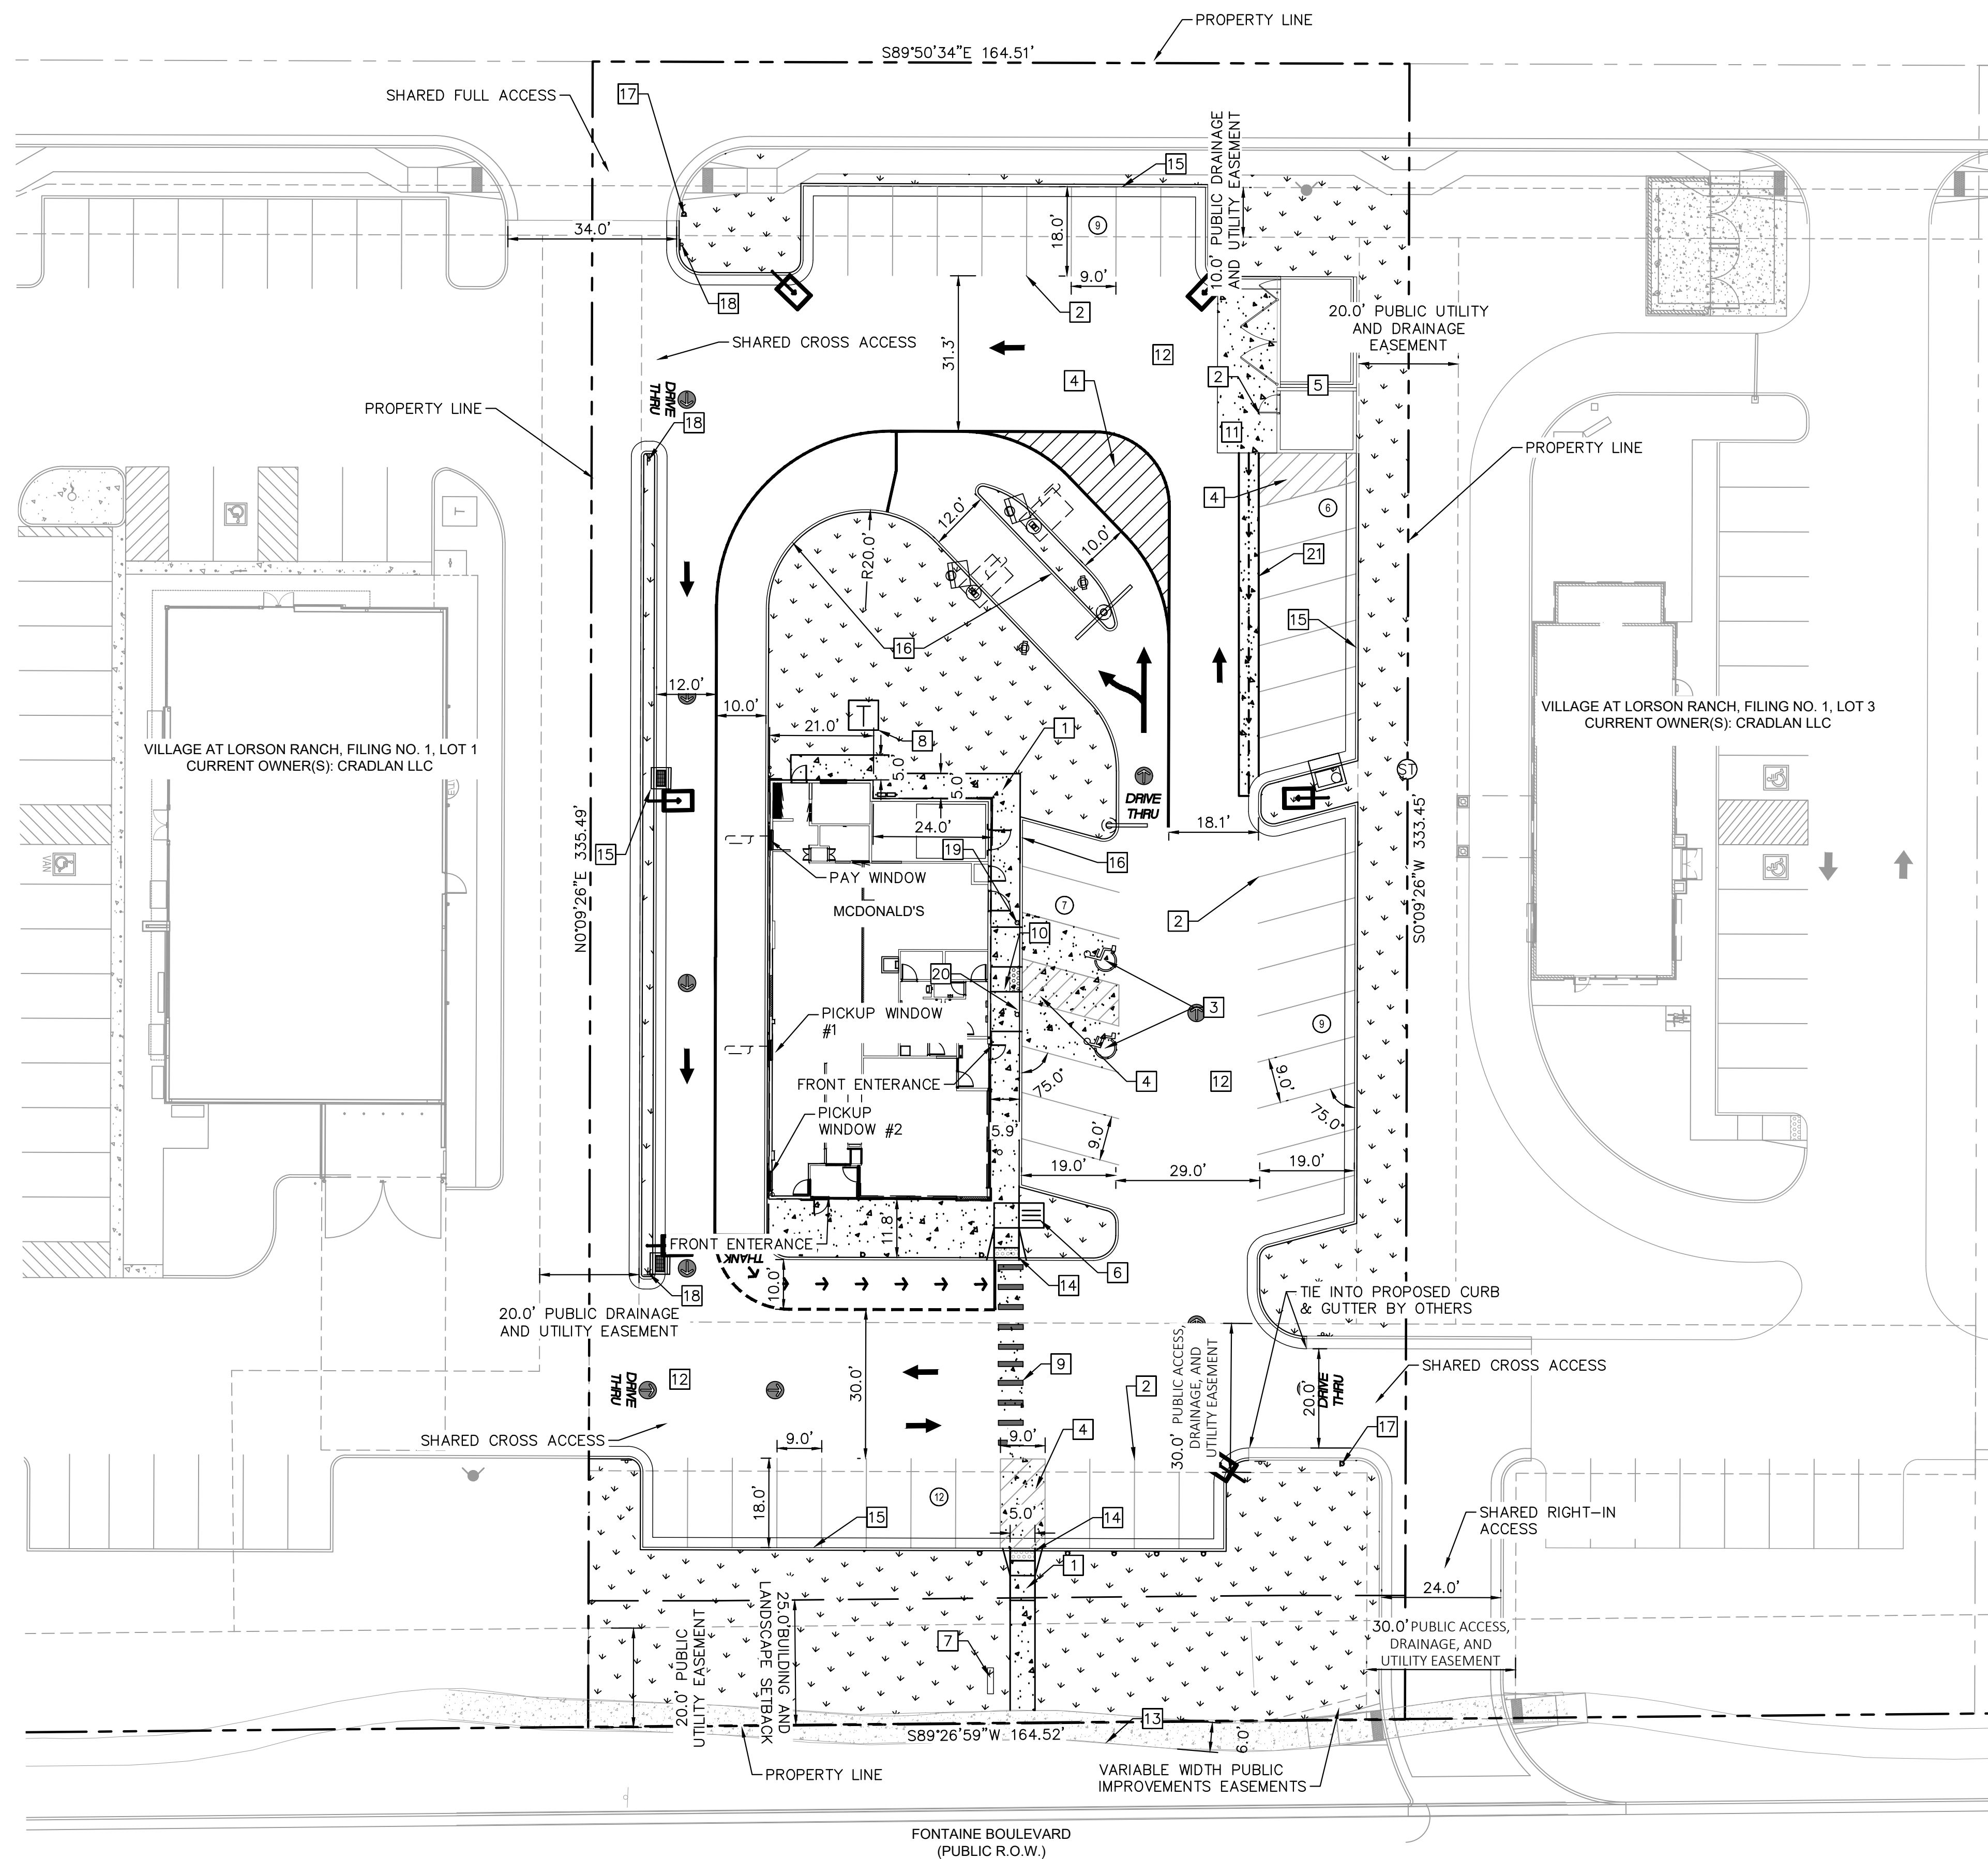 PROPERTY LINE
S89°50'34"E 164.51'
SHARED FULL ACCESS
17
10.0' PUBLIC DRAINAGE
AND UTILITY EASEMENT
15
34.0'
18.0'
9
9.0'
18
2
20.0' PUBLIC UTILITY
AND DRAINAGE
EASEMENT
SHARED CROSS ACCESS
31.3'
12
4
2
5
DRIVE
THRU
PROPERTY LINE
18
11
PROPERTY LINE
4
6
12.0'
R20.0'
10.0'
21
15
16
12.0'
10.0'
T
21.0'
8
1
VILLAGE AT LORSON RANCH, FILING NO. 1, LOT 1
CURRENT OWNER(S): CRADLAN LLC
VILLAGE AT LORSON RANCH, FILING NO. 1, LOT 3
CURRENT OWNER(S): CRADLAN LLC
5.0'
5.0'
ST
DRIVE
THRU
18.1'
24.0'
19
16
15
N0°09'26"E 335.49'
S0°09'26"W 333.45'
VAN
PAY WINDOW
MCDONALD'S
7
2
10
20
3
PICKUP WINDOW
#1
9
FRONT ENTERANCE
75.0°
4
12
9.0'
75.0°
PICKUP
WINDOW #2
5.9'
9.0'
19.0'
29.0'
19.0'
11.8'
FRONT ENTERANCE
THANK
6
14
10.0'
18
20.0' PUBLIC DRAINAGE
AND UTILITY EASEMENT
TIE INTO PROPOSED CURB
& GUTTER BY OTHERS
30.0' PUBLIC ACCESS,
DRAINAGE, AND
UTILITY EASEMENT
9
SHARED CROSS ACCESS
DRIVE
THRU
12
30.0'
2
20.0'
DRIVE
THRU
17
4
SHARED CROSS ACCESS
9.0'
9.0'
18.0'
12
15
5.0'
14
SHARED RIGHT-IN
ACCESS
1
24.0'
25.0' BUILDING AND
LANDSCAPE SETBACK
20.0' PUBLIC
UTILITY EASEMENT
7
30.0' PUBLIC ACCESS,
DRAINAGE, AND
UTILITY EASEMENT
13
S89°26'59"W 164.52'
6.0'
PROPERTY LINE
VARIABLE WIDTH PUBLIC
IMPROVEMENTS EASEMENTS
FONTAINE BOULEVARD
(PUBLIC R.O.W.)